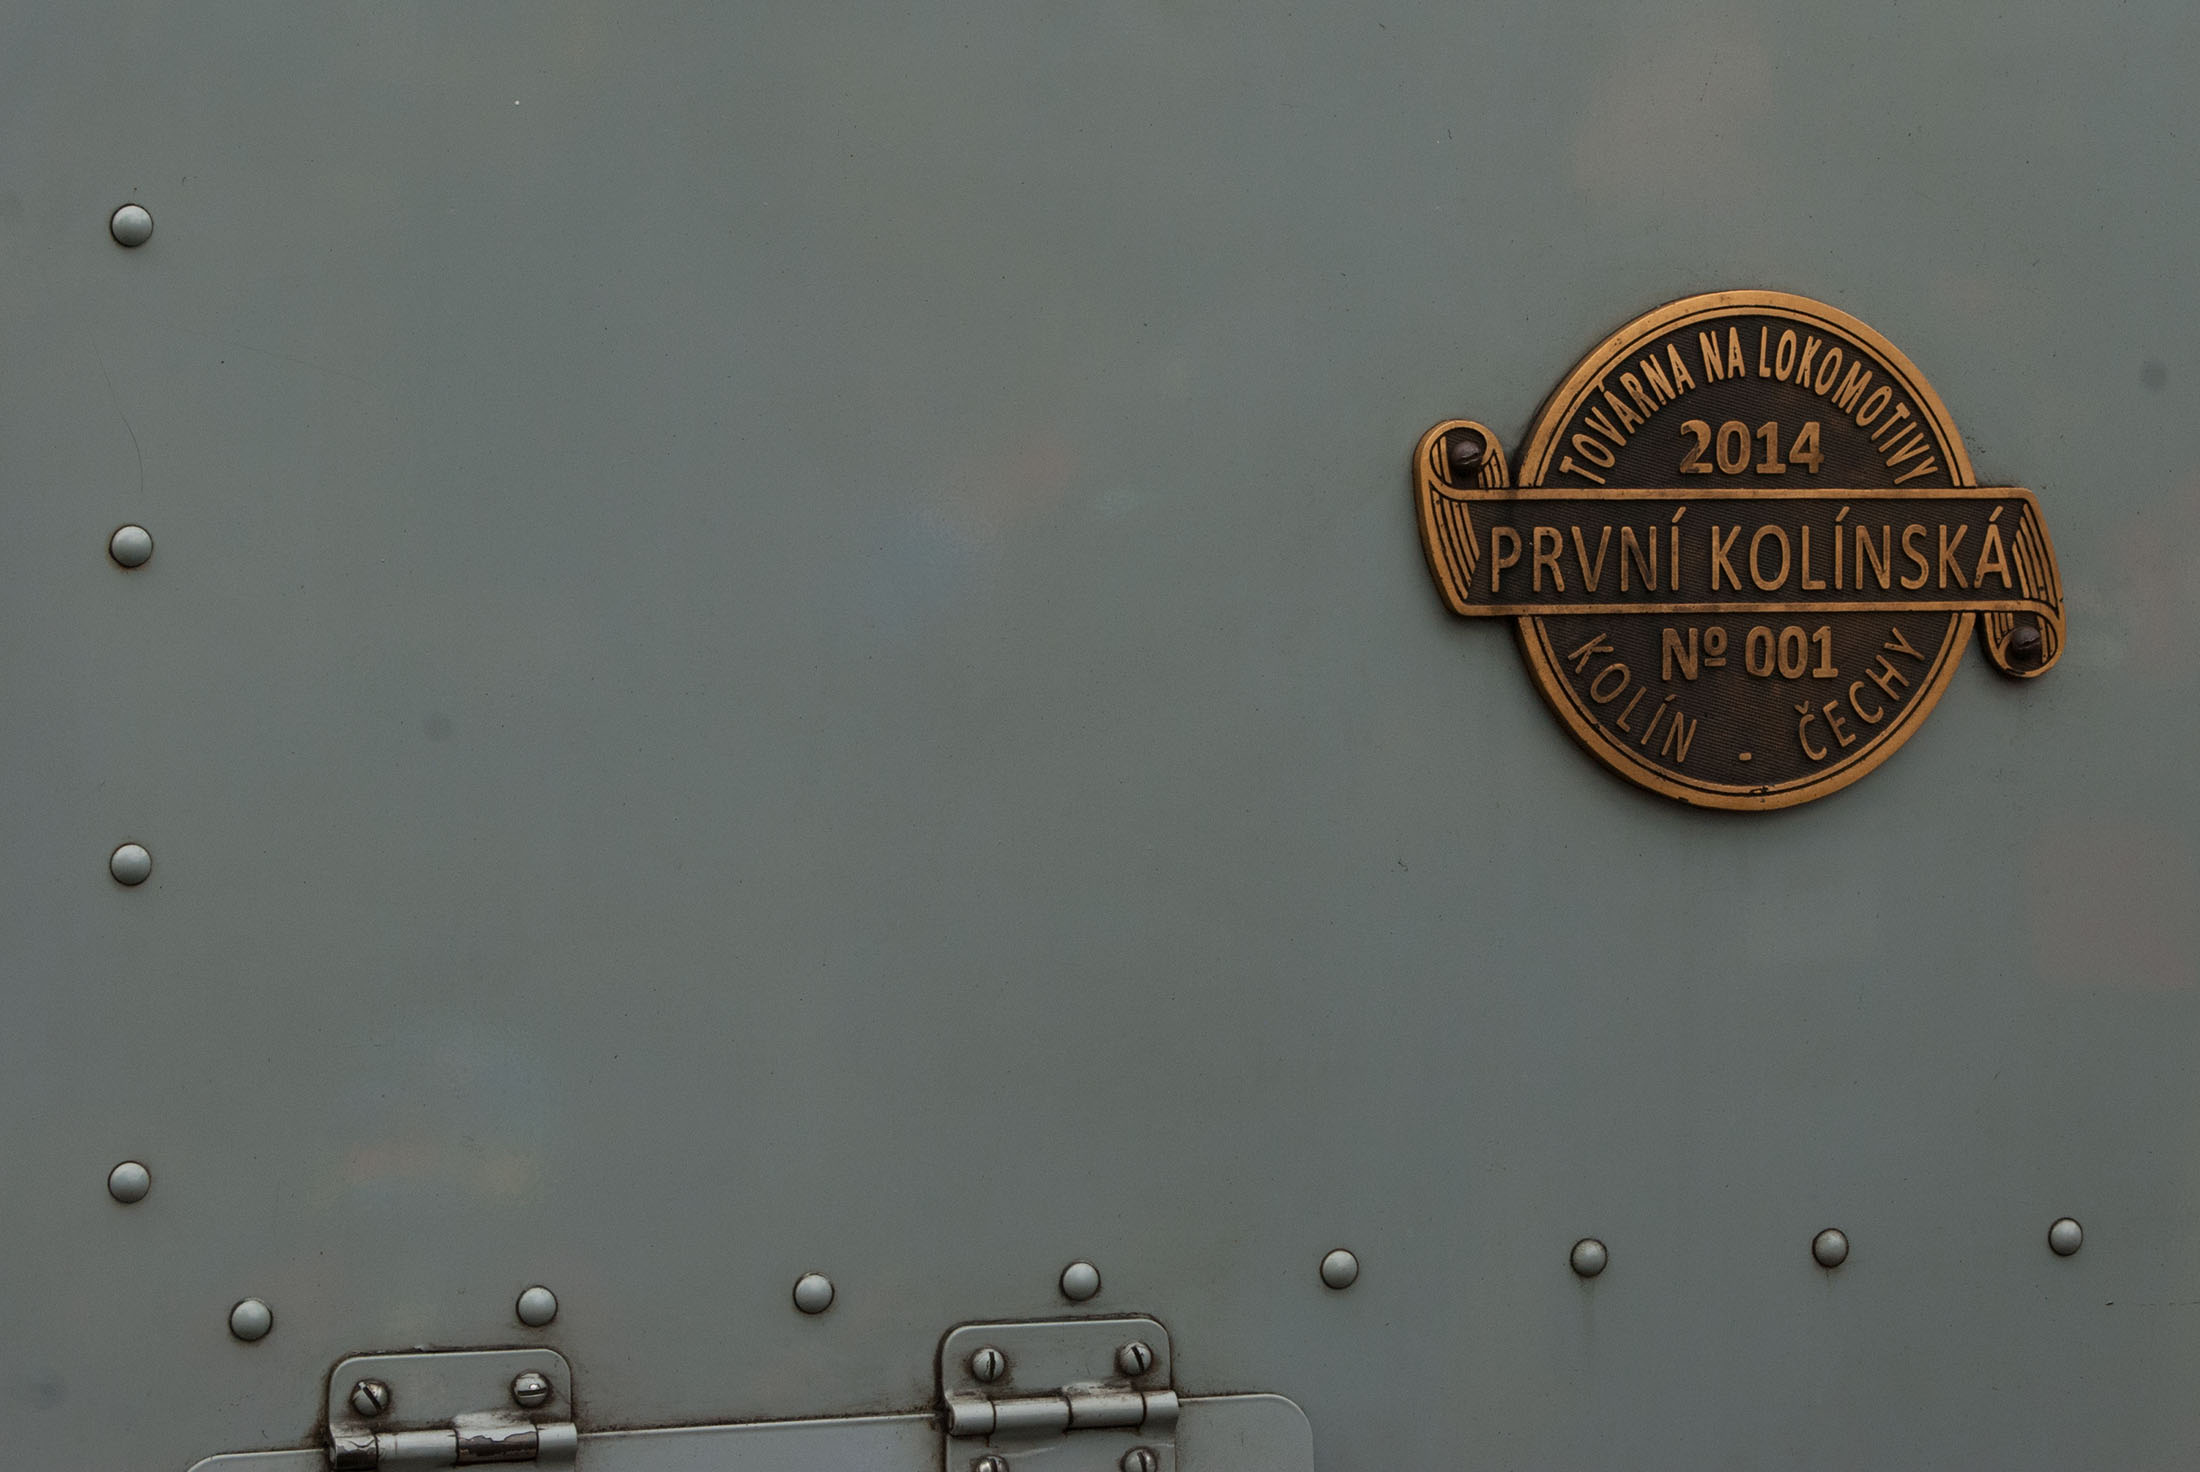 TOVÁRNA NA LOKOMOTIVY
2014
PRVNÍ KOLÍNSKÁ
Nº 001
KOLÍN - ČECHY